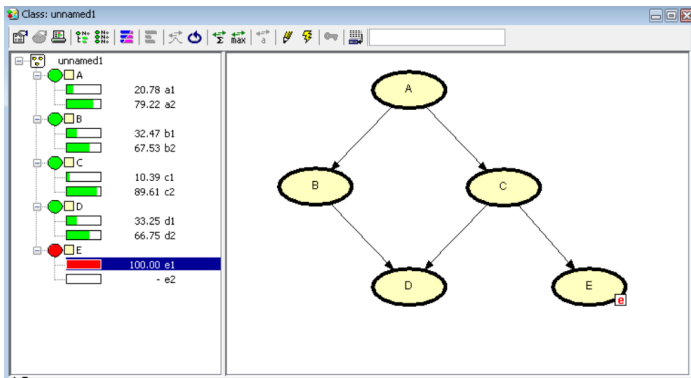 Class: unnamed1
Σ max a
unnamed1
A
20.78 a1
79.22 a2
B
32.47 b1
67.53 b2
C
10.39 c1
89.61 c2
D
33.25 d1
66.75 d2
E
100.00 e1
- e2
A
B
C
D
E
e